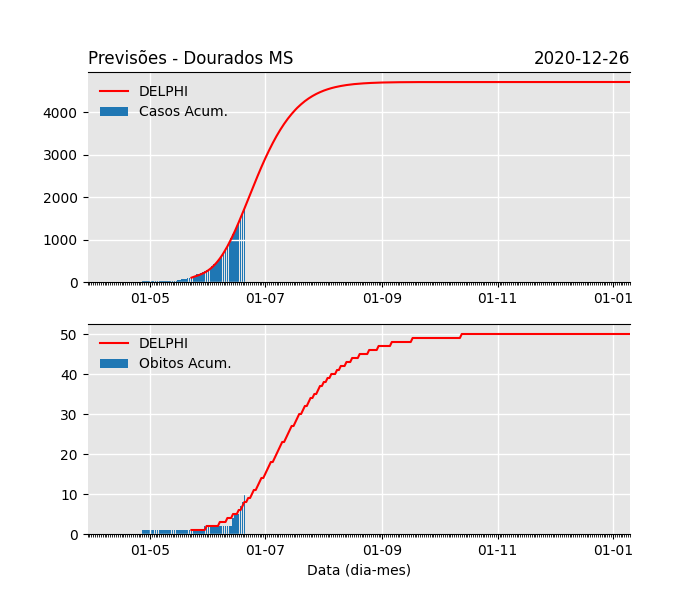 Previsões - Dourados MS 2020-12-26
DELPHI
Casos Acum.
4000
3000
2000
1000
0
01-05 01-07 01-09 01-11 01-01
DELPHI
Obitos Acum.
50
40
30
20
10
0
01-05 01-07 01-09 01-11 01-01
Data (dia-mes)